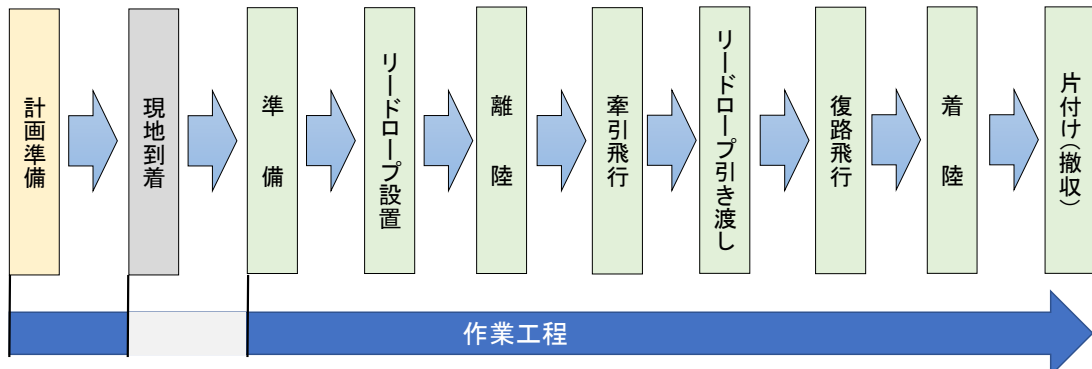 計画準備
現地到着
準備
リードロープ設置
離陸
牽引飛行
リードロープ引き渡し
復路飛行
着陸
片付け(撤収)
作業工程